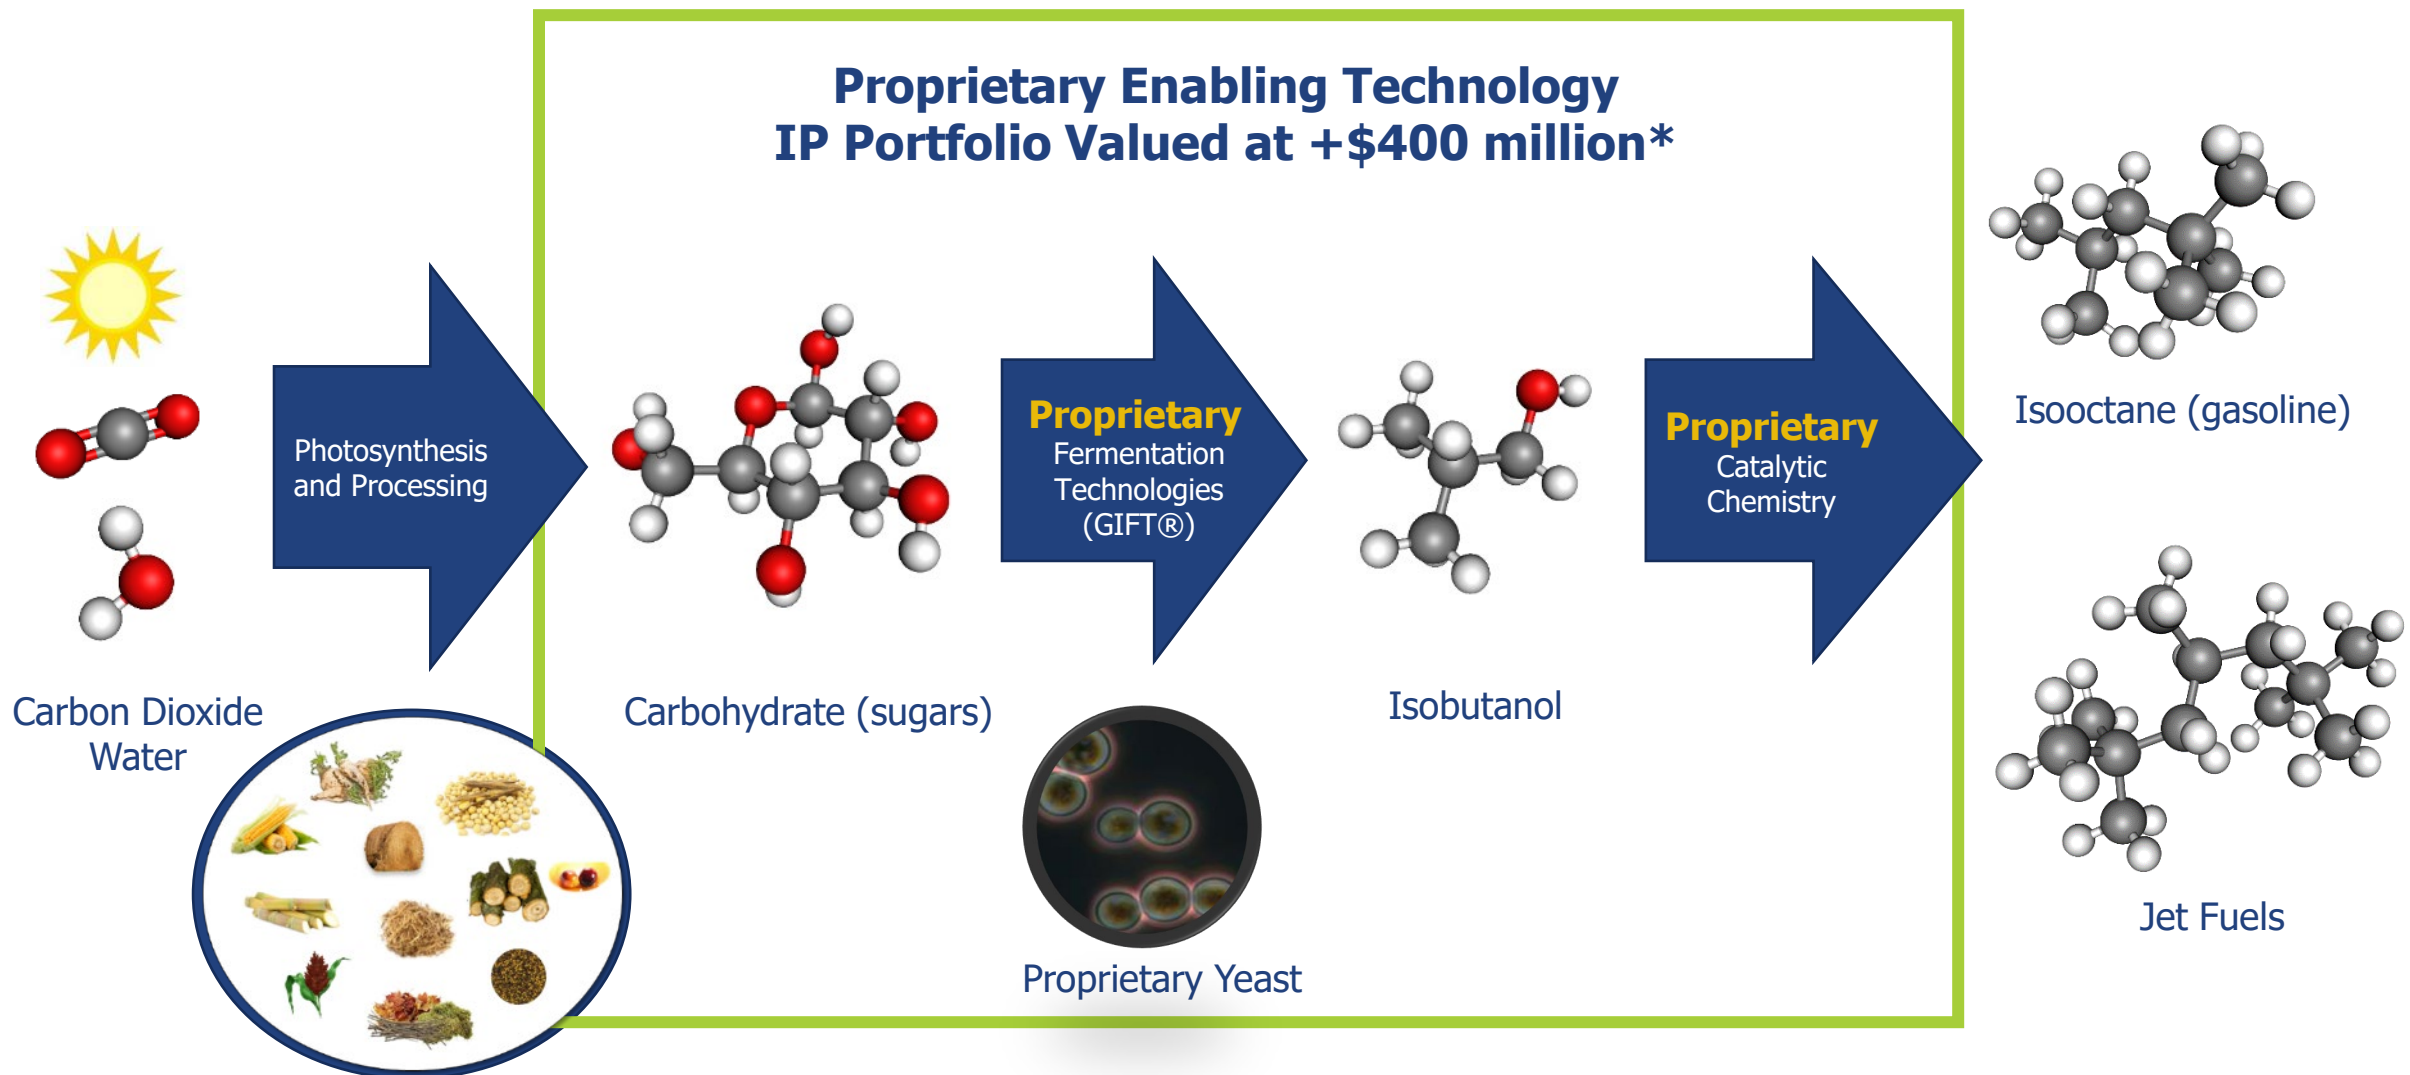 Proprietary Enabling Technology
IP Portfolio Valued at +$400 million*
Photosynthesis
and Processing
Proprietary
Fermentation
Technologies
(GIFT®)
Proprietary
Catalytic
Chemistry
Isooctane (gasoline)
Carbon Dioxide
Water
Carbohydrate (sugars)
Isobutanol
Jet Fuels
Proprietary Yeast